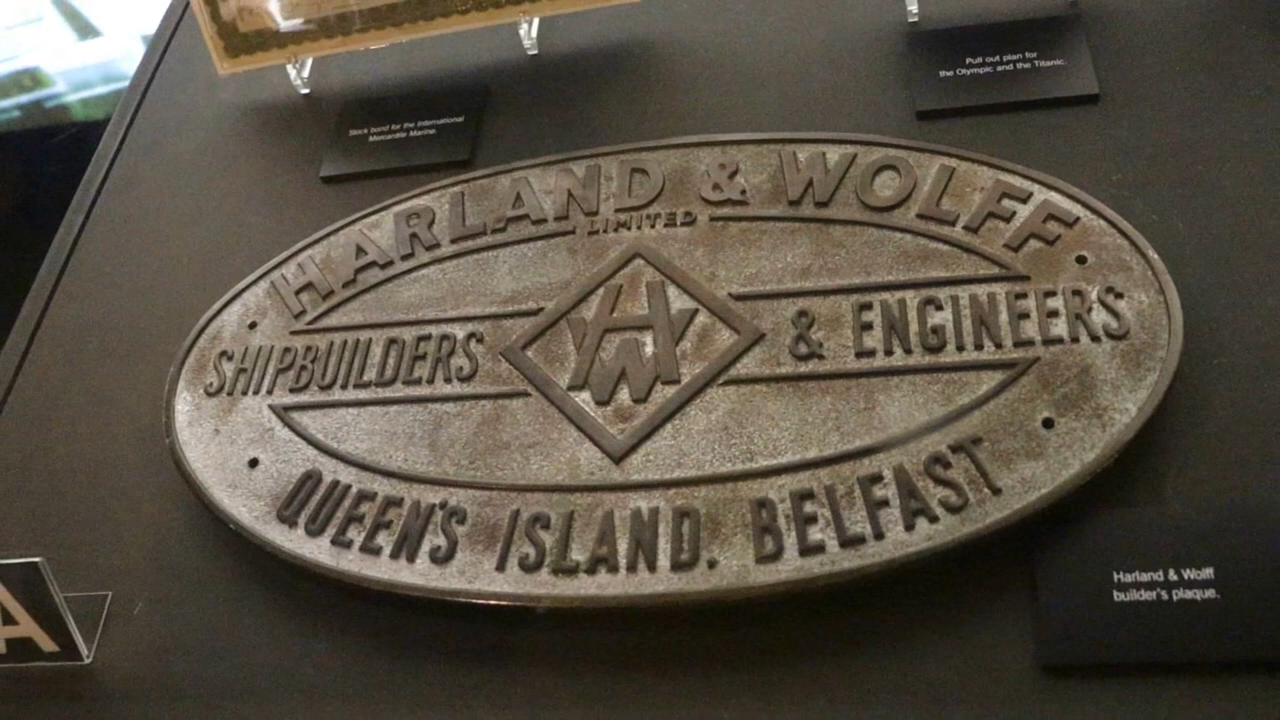 Pull out plan for
the Olympic and the Titanic.
Stock bond for the International
Mercantile Marine.
HARLAND & WOLFF
LIMITED
SHIPBUILDERS & ENGINEERS
HW
QUEEN'S ISLAND. BELFAST
Harland & Wolff
builder's plaque.
A